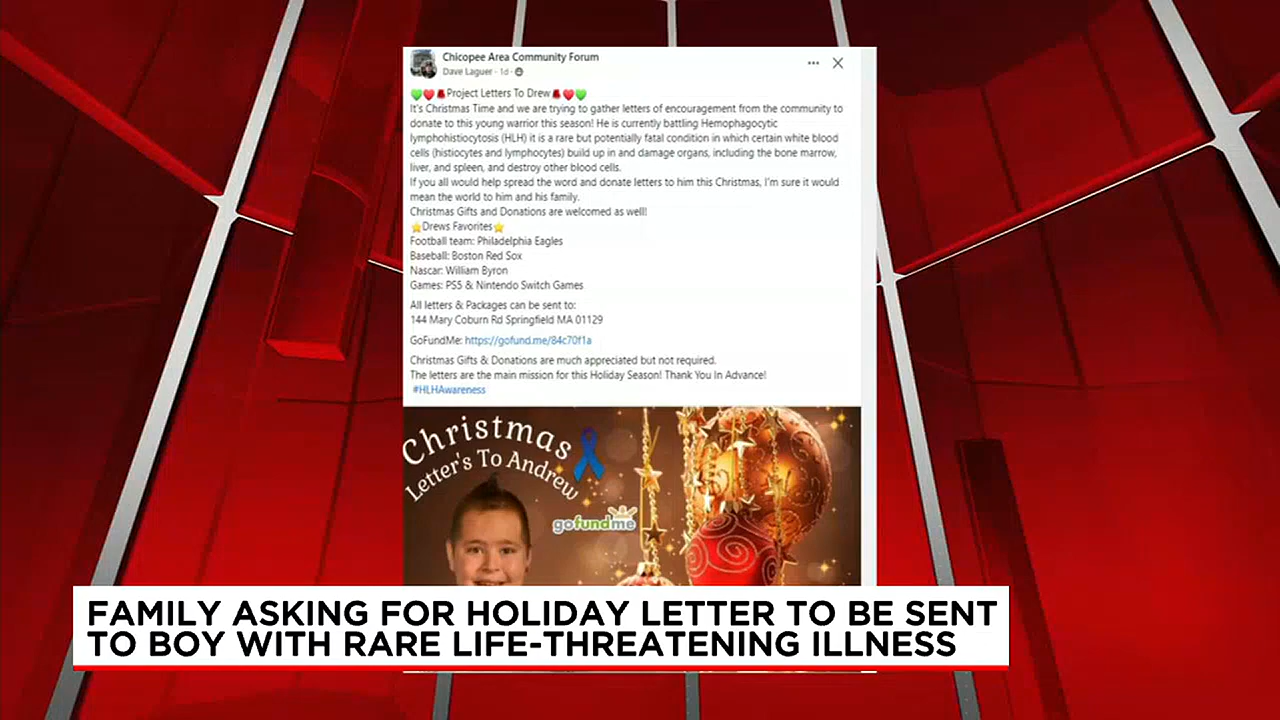 Chicopee Area Community Forum
Dave Laguer · 1d ·
Project Letters To Drew
It's Christmas Time and we are trying to gather letters of encouragement from the community to
donate to this young warrior this season! He is currently battling Hemophagocytic
lymphohistiocytosis (HLH) it is a rare but potentially fatal condition in which certain white blood
cells (histiocytes and lymphocytes) build up in and damage organs, including the bone marrow,
liver, and spleen, and destroy other blood cells.
If you all would help spread the word and donate letters to him this Christmas, I'm sure it would
mean the world to him and his family.
Christmas Gifts and Donations are welcomed as well!
⭐Drews Favorites⭐
Football team: Philadelphia Eagles
Baseball: Boston Red Sox
Nascar: William Byron
Games: PS5 & Nintendo Switch Games
All letters & Packages can be sent to:
144 Mary Coburn Rd Springfield MA 01129
GoFundMe: https://gofund.me/84c70f1a
Christmas Gifts & Donations are much appreciated but not required.
The letters are the main mission for this Holiday Season! Thank You In Advance!
#HLHAwareness
Christmas
Letter's To Andrew
gofundme
FAMILY ASKING FOR HOLIDAY LETTER TO BE SENT
TO BOY WITH RARE LIFE-THREATENING ILLNESS